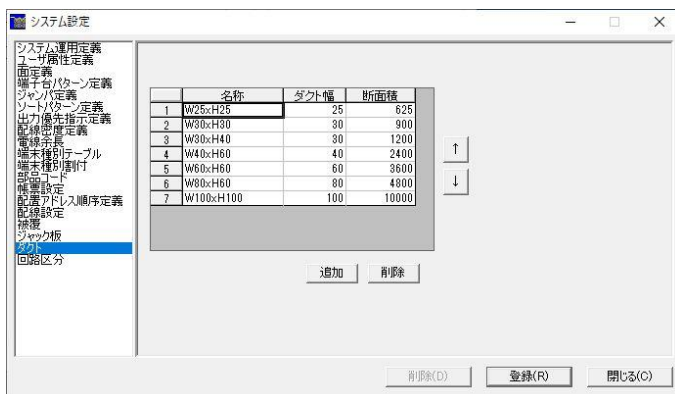 システム設定
システム運用定義
ユーザ属性定義
面定義
端子台パターン定義
ジャンパ定義
ソートパターン定義
出力優先指示定義
配線密度定義
電線余長
端末種別テーブル
端末種別割付
部品コード
帳票設定
配置アドレス順序定義
配線設定
被覆
ジャック板
ダクト
回路区分
名称 ダクト幅 断面積
1 W25xH25 25 625
2 W30xH30 30 900
3 W30xH40 30 1200
4 W40xH60 40 2400
5 W60xH60 60 3600
6 W80xH60 80 4800
7 W100xH100 100 10000
↑
↓
追加 削除
削除(D) 登録(R) 閉じる(C)